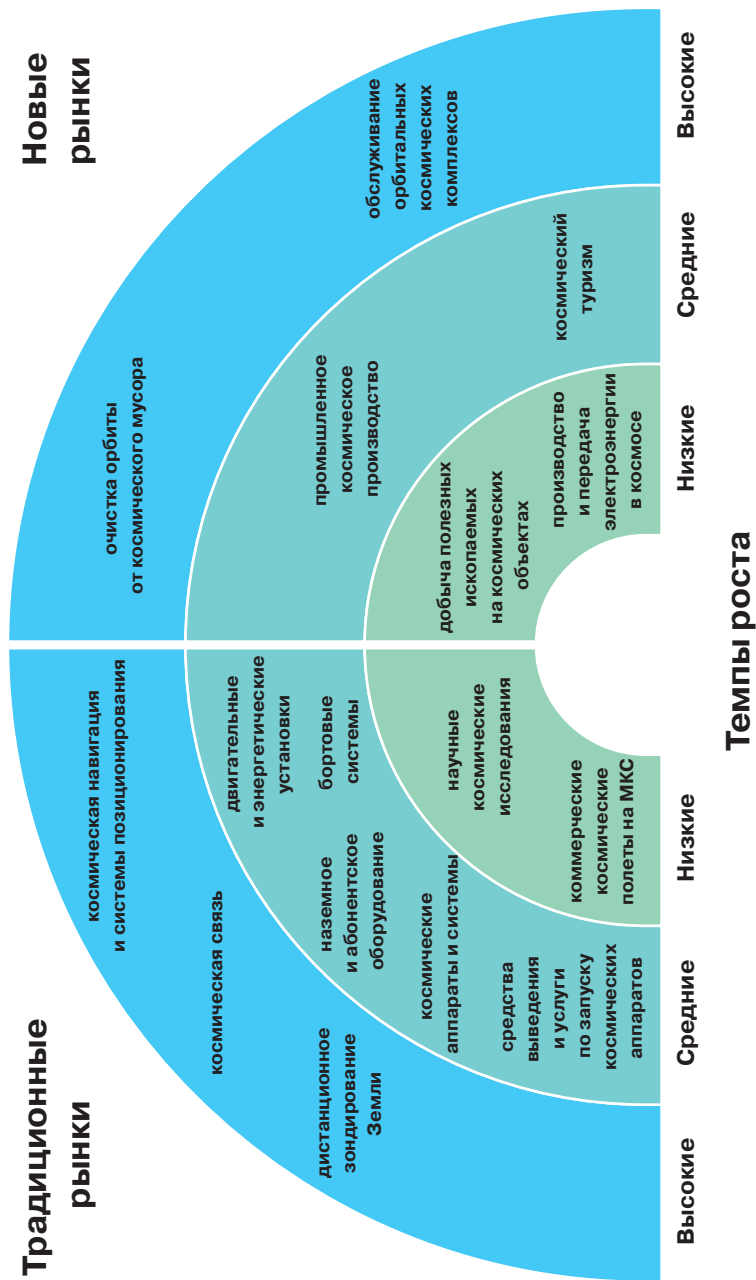 Традиционные
рынки
Новые
рынки
космическая навигация
и системы позиционирования
космическая связь
дистанционное
зондирование
Земли
двигательные
и энергетические
установки
бортовые
системы
наземное
и абонентское
оборудование
космические
аппараты и системы
средства
выведения
и услуги
по запуску
космических
аппаратов
научные
космические
исследования
коммерческие
космические
полеты на МКС
очистка орбиты
от космического мусора
обслуживание
орбитальных
космических
комплексов
промышленное
космическое
производство
космический
туризм
добыча полезных
ископаемых
на космических
объектах
производство
и передача
электроэнергии
в космосе
Высокие
Средние
Низкие
Низкие
Средние
Высокие
Темпы роста